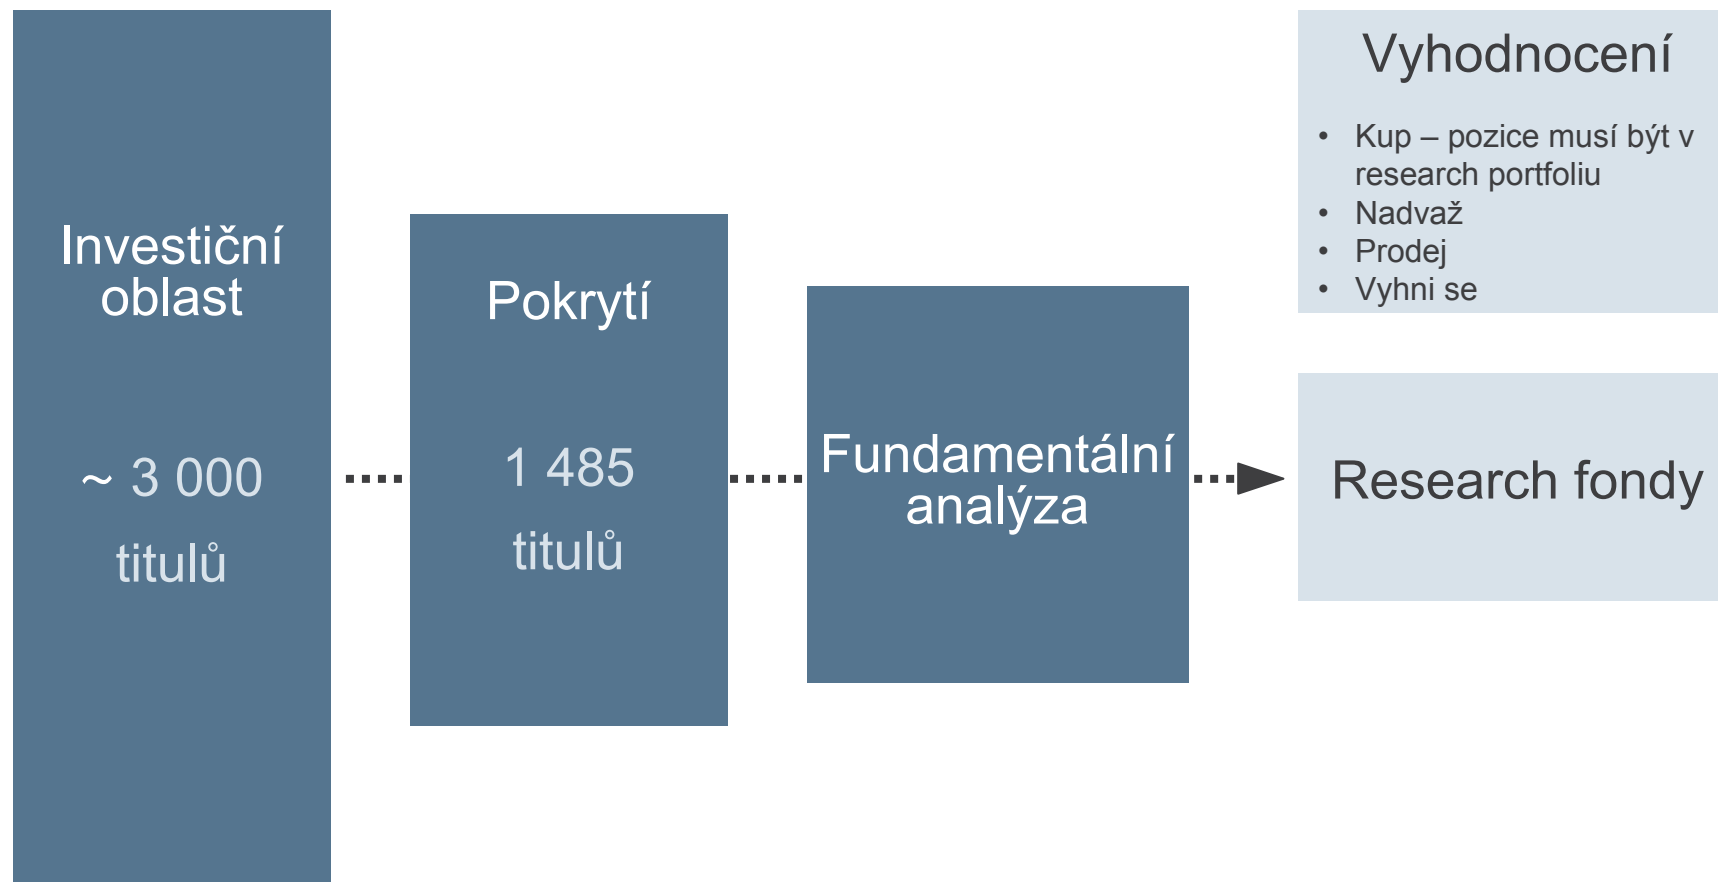 Investiční
oblast
~ 3 000
titulů
Pokrytí
1 485
titulů
Fundamentální
analýza
Vyhodnocení
• Kup – pozice musí být v
research portfoliu
• Nadvaž
• Prodej
• Vyhni se
Research fondy